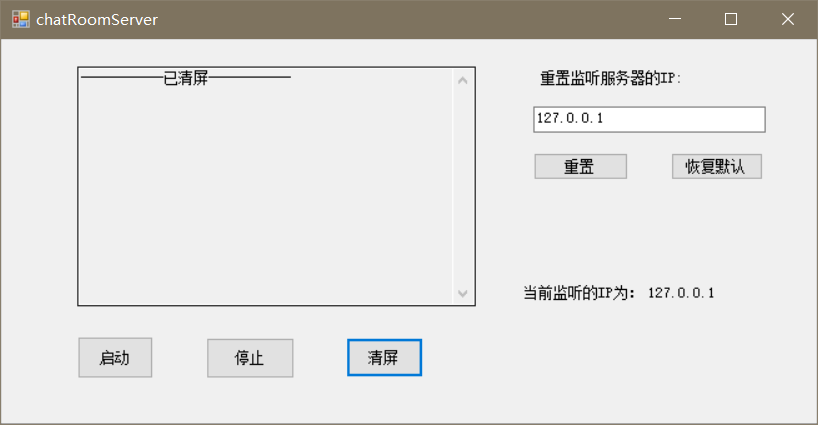 chatRoomServer
——————已清屏——————
重置监听服务器的IP:
127.0.0.1
重置
恢复默认
当前监听的IP为： 127.0.0.1
启动
停止
清屏